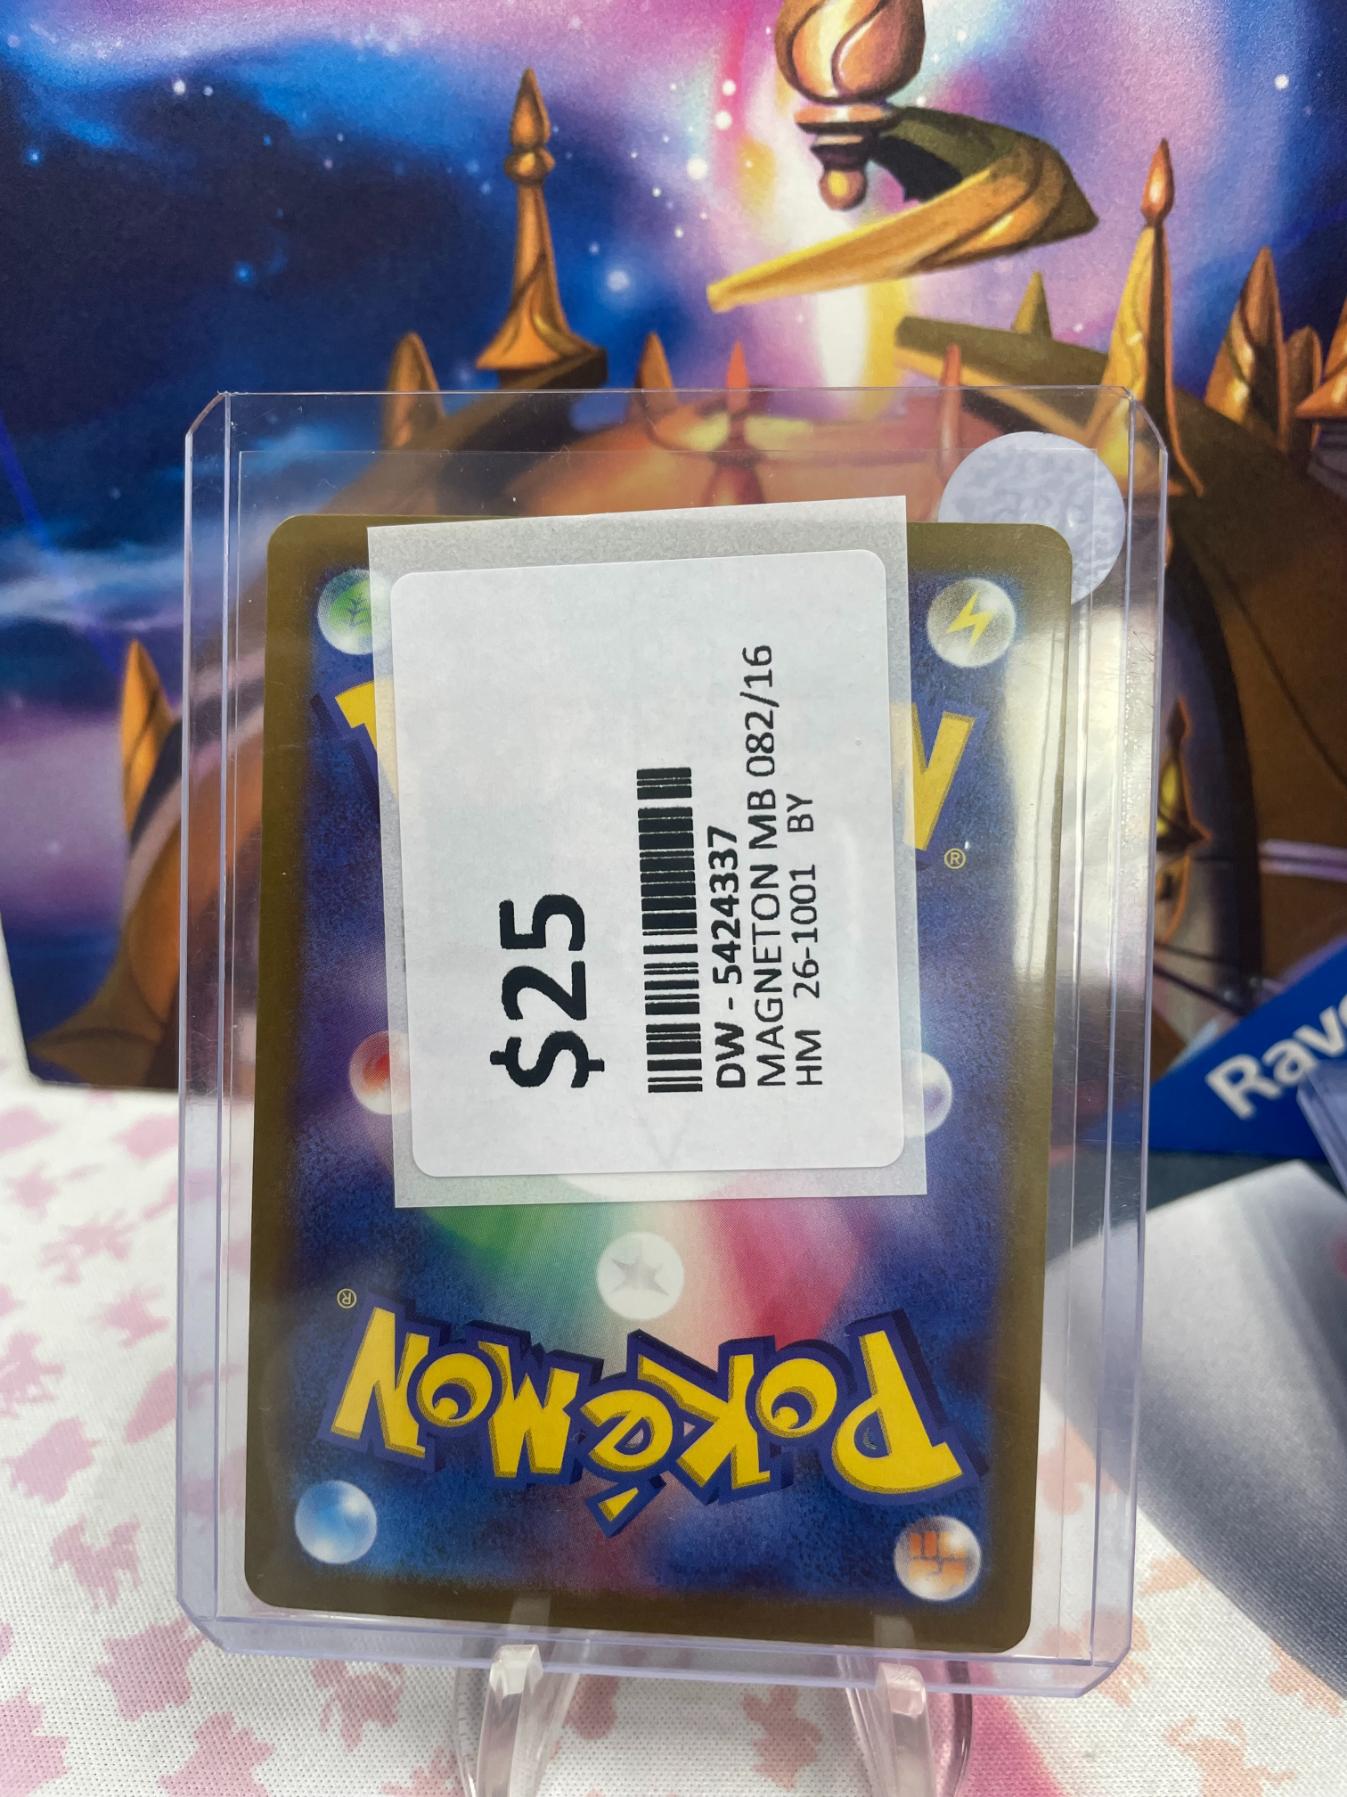 $25
DW - 5424337
MAGNETON MB 082/16
HM 26-1001 BY
N®
Rav
POKéMON®